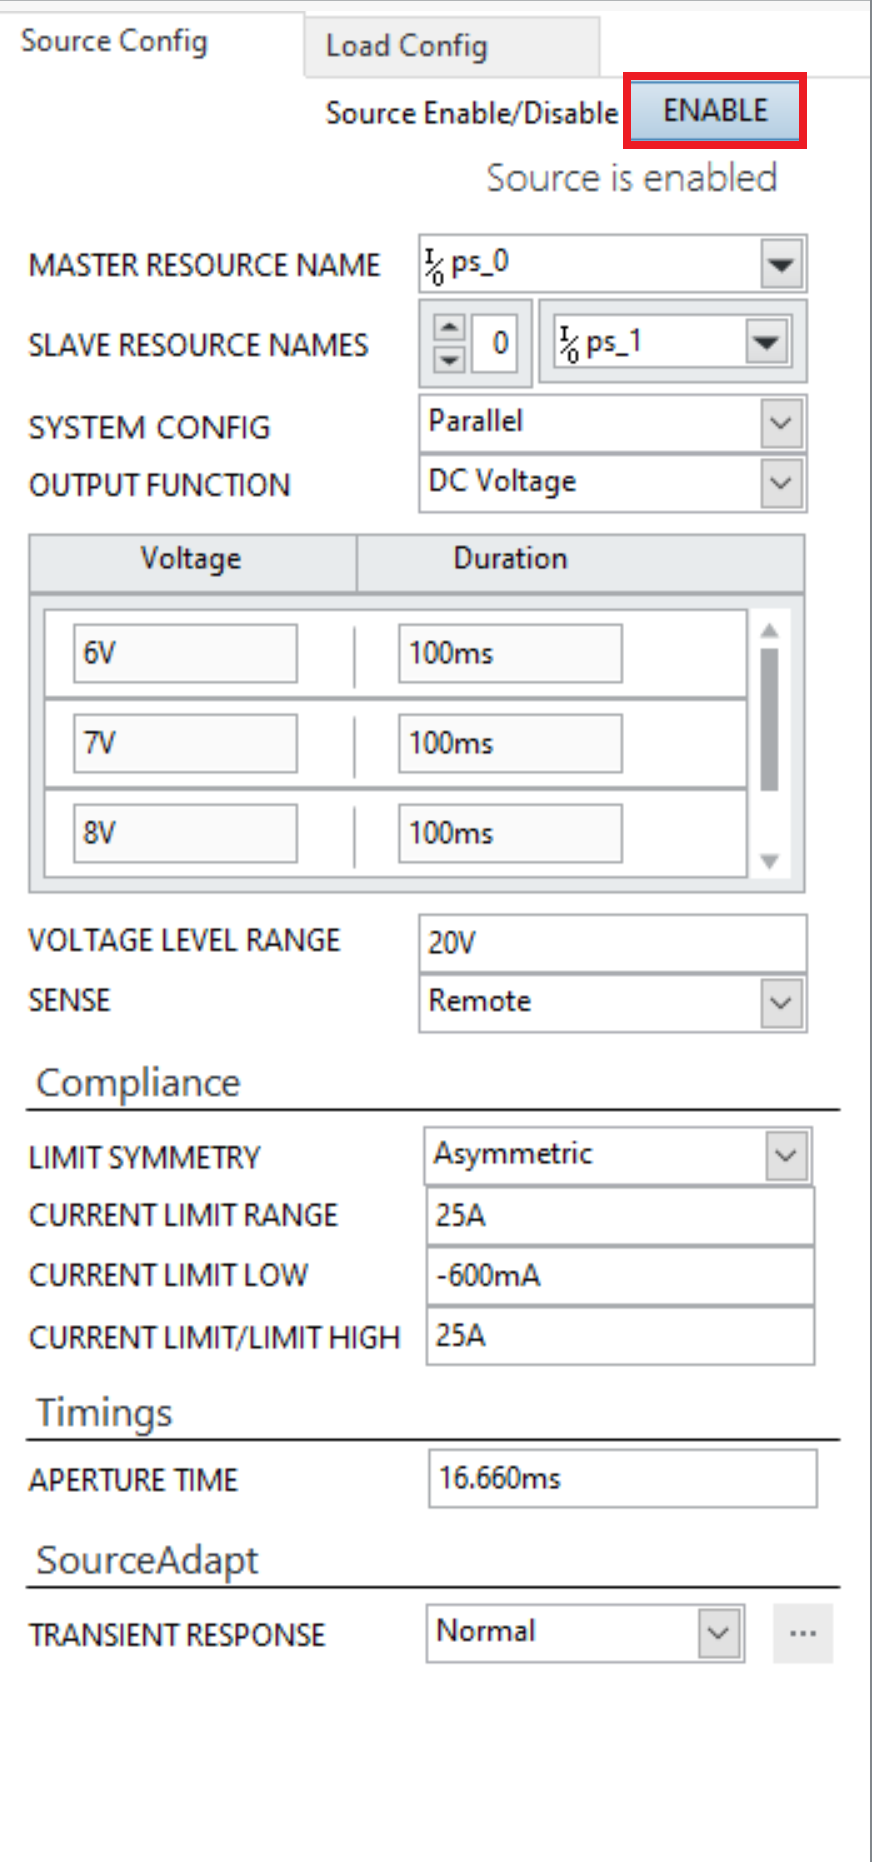 Source Config Load Config
Source Enable/Disable ENABLE
Source is enabled
MASTER RESOURCE NAME I/0 ps_0
SLAVE RESOURCE NAMES 0 I/0 ps_1
SYSTEM CONFIG Parallel
OUTPUT FUNCTION DC Voltage
Voltage Duration
6V 100ms
7V 100ms
8V 100ms
VOLTAGE LEVEL RANGE 20V
SENSE Remote
Compliance
LIMIT SYMMETRY Asymmetric
CURRENT LIMIT RANGE 25A
CURRENT LIMIT LOW -600mA
CURRENT LIMIT/LIMIT HIGH 25A
Timings
APERTURE TIME 16.660ms
SourceAdapt
TRANSIENT RESPONSE Normal ...